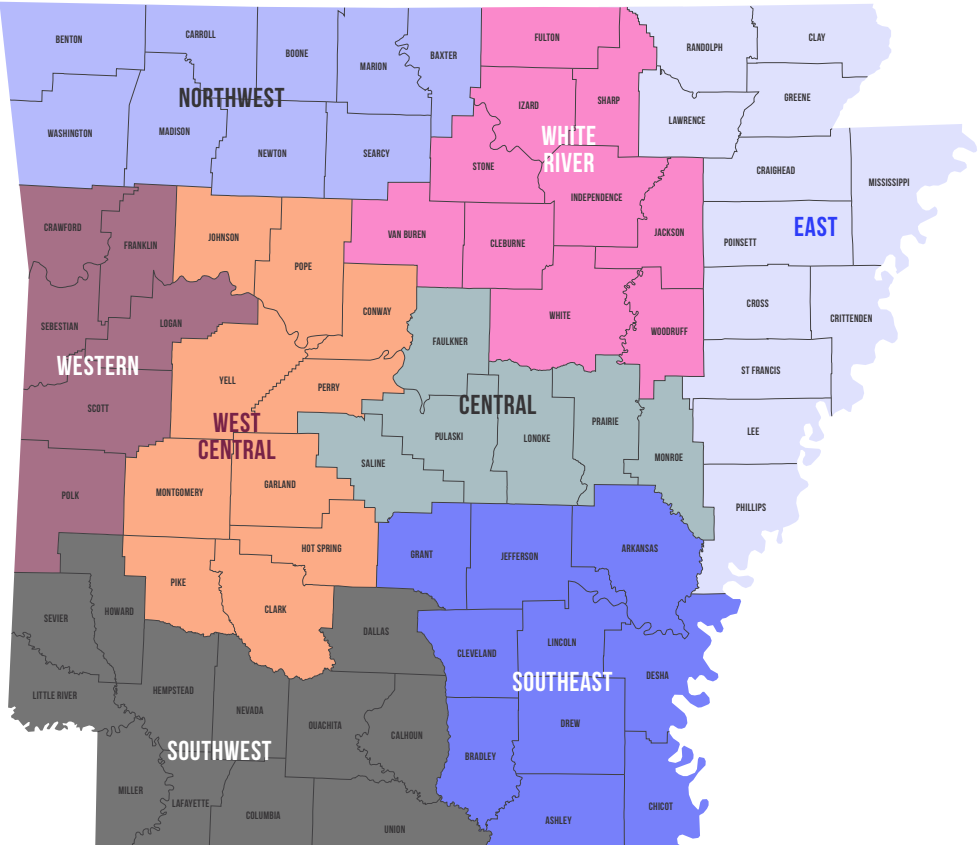 BENTON
CARROLL
BOONE
MARION
BAXTER
FULTON
RANDOLPH
CLAY
NORTHWEST
IZARD
SHARP
LAWRENCE
GREENE
WASHINGTON
MADISON
NEWTON
SEARCY
STONE
WHITE
RIVER
INDEPENDENCE
CRAIGHEAD
MISSISSIPPI
CRAWFORD
FRANKLIN
JOHNSON
POPE
VAN BUREN
CLEBURNE
JACKSON
POINSETT
EAST
SEBESTIAN
LOGAN
CONWAY
FAULKNER
WHITE
WOODRUFF
CROSS
CRITTENDEN
WESTERN
SCOTT
YELL
PERRY
WEST
CENTRAL
CENTRAL
PULASKI
LONOKE
PRAIRIE
ST FRANCIS
LEE
POLK
MONTGOMERY
GARLAND
SALINE
MONROE
PHILLIPS
HOT SPRING
GRANT
JEFFERSON
ARKANSAS
PIKE
CLARK
SEVIER
HOWARD
DALLAS
CLEVELAND
LINCOLN
DESHA
SOUTHEAST
LITTLE RIVER
HEMPSTEAD
NEVADA
OUACHITA
CALHOUN
DREW
SOUTHWEST
BRADLEY
MILLER
LAFAYETTE
COLUMBIA
UNION
ASHLEY
CHICOT